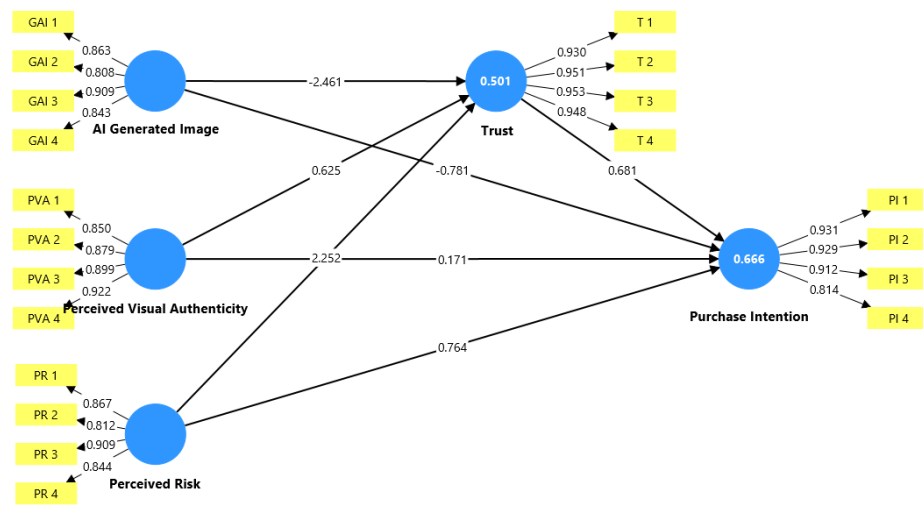 GAI 1
0.863
GAI 2
0.808
GAI 3
0.909
GAI 4
0.843
AI Generated Image
-2.461
0.501
Trust
T 1
0.930
T 2
0.951
T 3
0.953
T 4
0.948
0.625
-0.781
0.681
PVA 1
0.850
PVA 2
0.879
PVA 3
0.899
PVA 4
0.922
Perceived Visual Authenticity
2.252
0.171
0.666
Purchase Intention
PI 1
0.931
PI 2
0.929
PI 3
0.912
PI 4
0.814
0.764
PR 1
0.867
PR 2
0.812
PR 3
0.909
PR 4
0.844
Perceived Risk